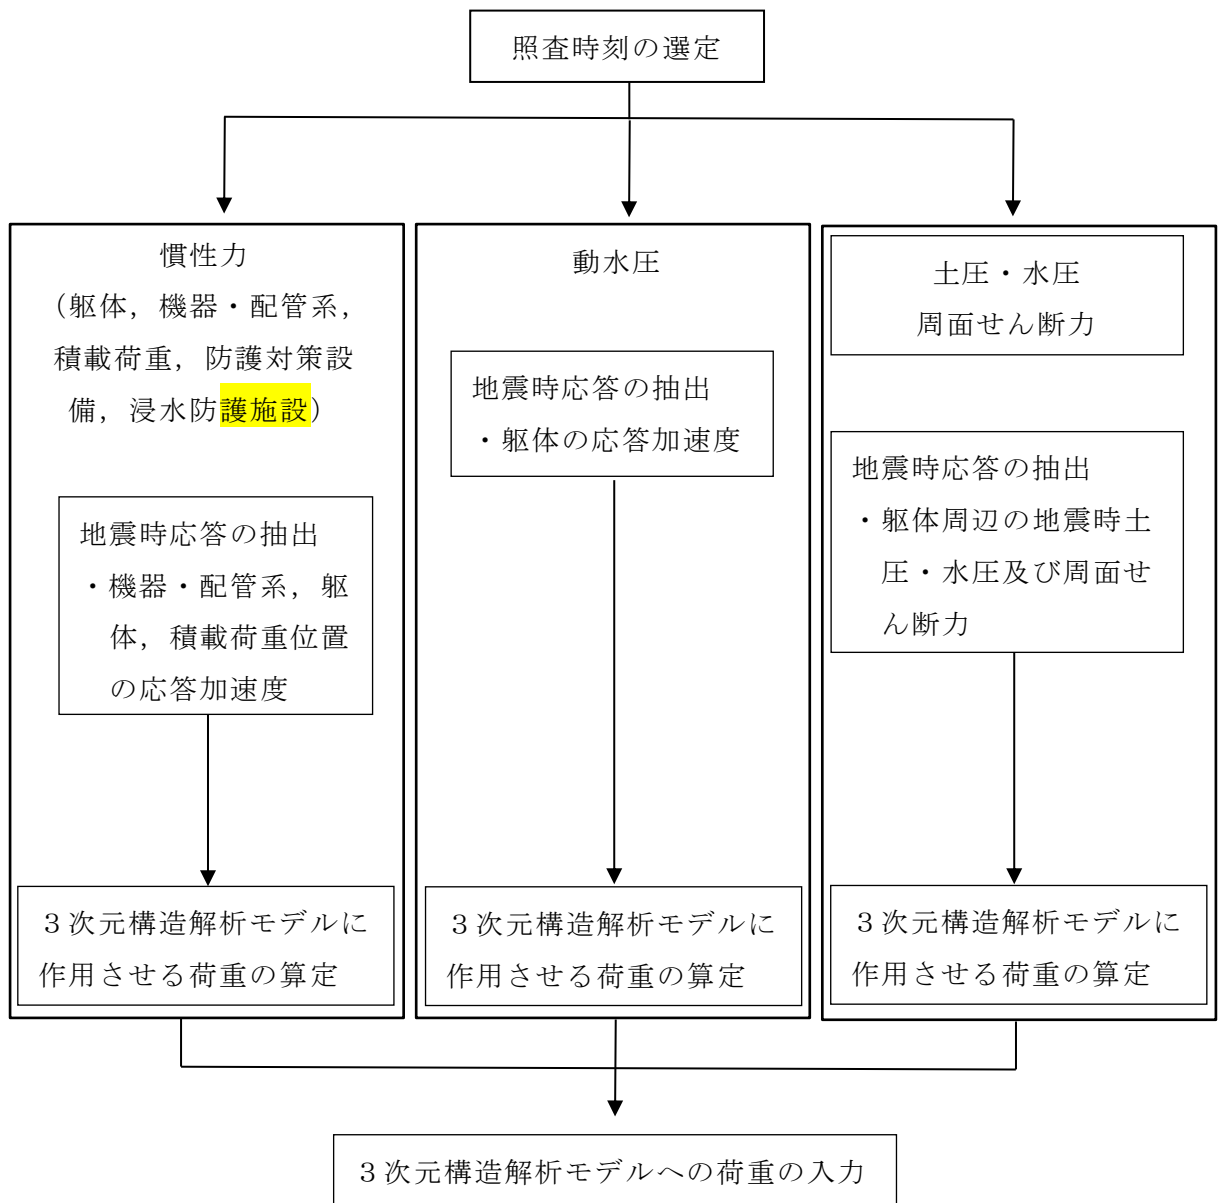 照査時刻の選定
慣性力
（躯体，機器・配管系，
積載荷重，防護対策設
備，浸水防護施設）
地震時応答の抽出
・機器・配管系，躯
体，積載荷重位置
の応答加速度
３次元構造解析モデルに
作用させる荷重の算定
動水圧
地震時応答の抽出
・躯体の応答加速度
３次元構造解析モデルに
作用させる荷重の算定
土圧・水圧
周面せん断力
地震時応答の抽出
・躯体周辺の地震時土
圧・水圧及び周面せ
ん断力
３次元構造解析モデルに
作用させる荷重の算定
３次元構造解析モデルへの荷重の入力